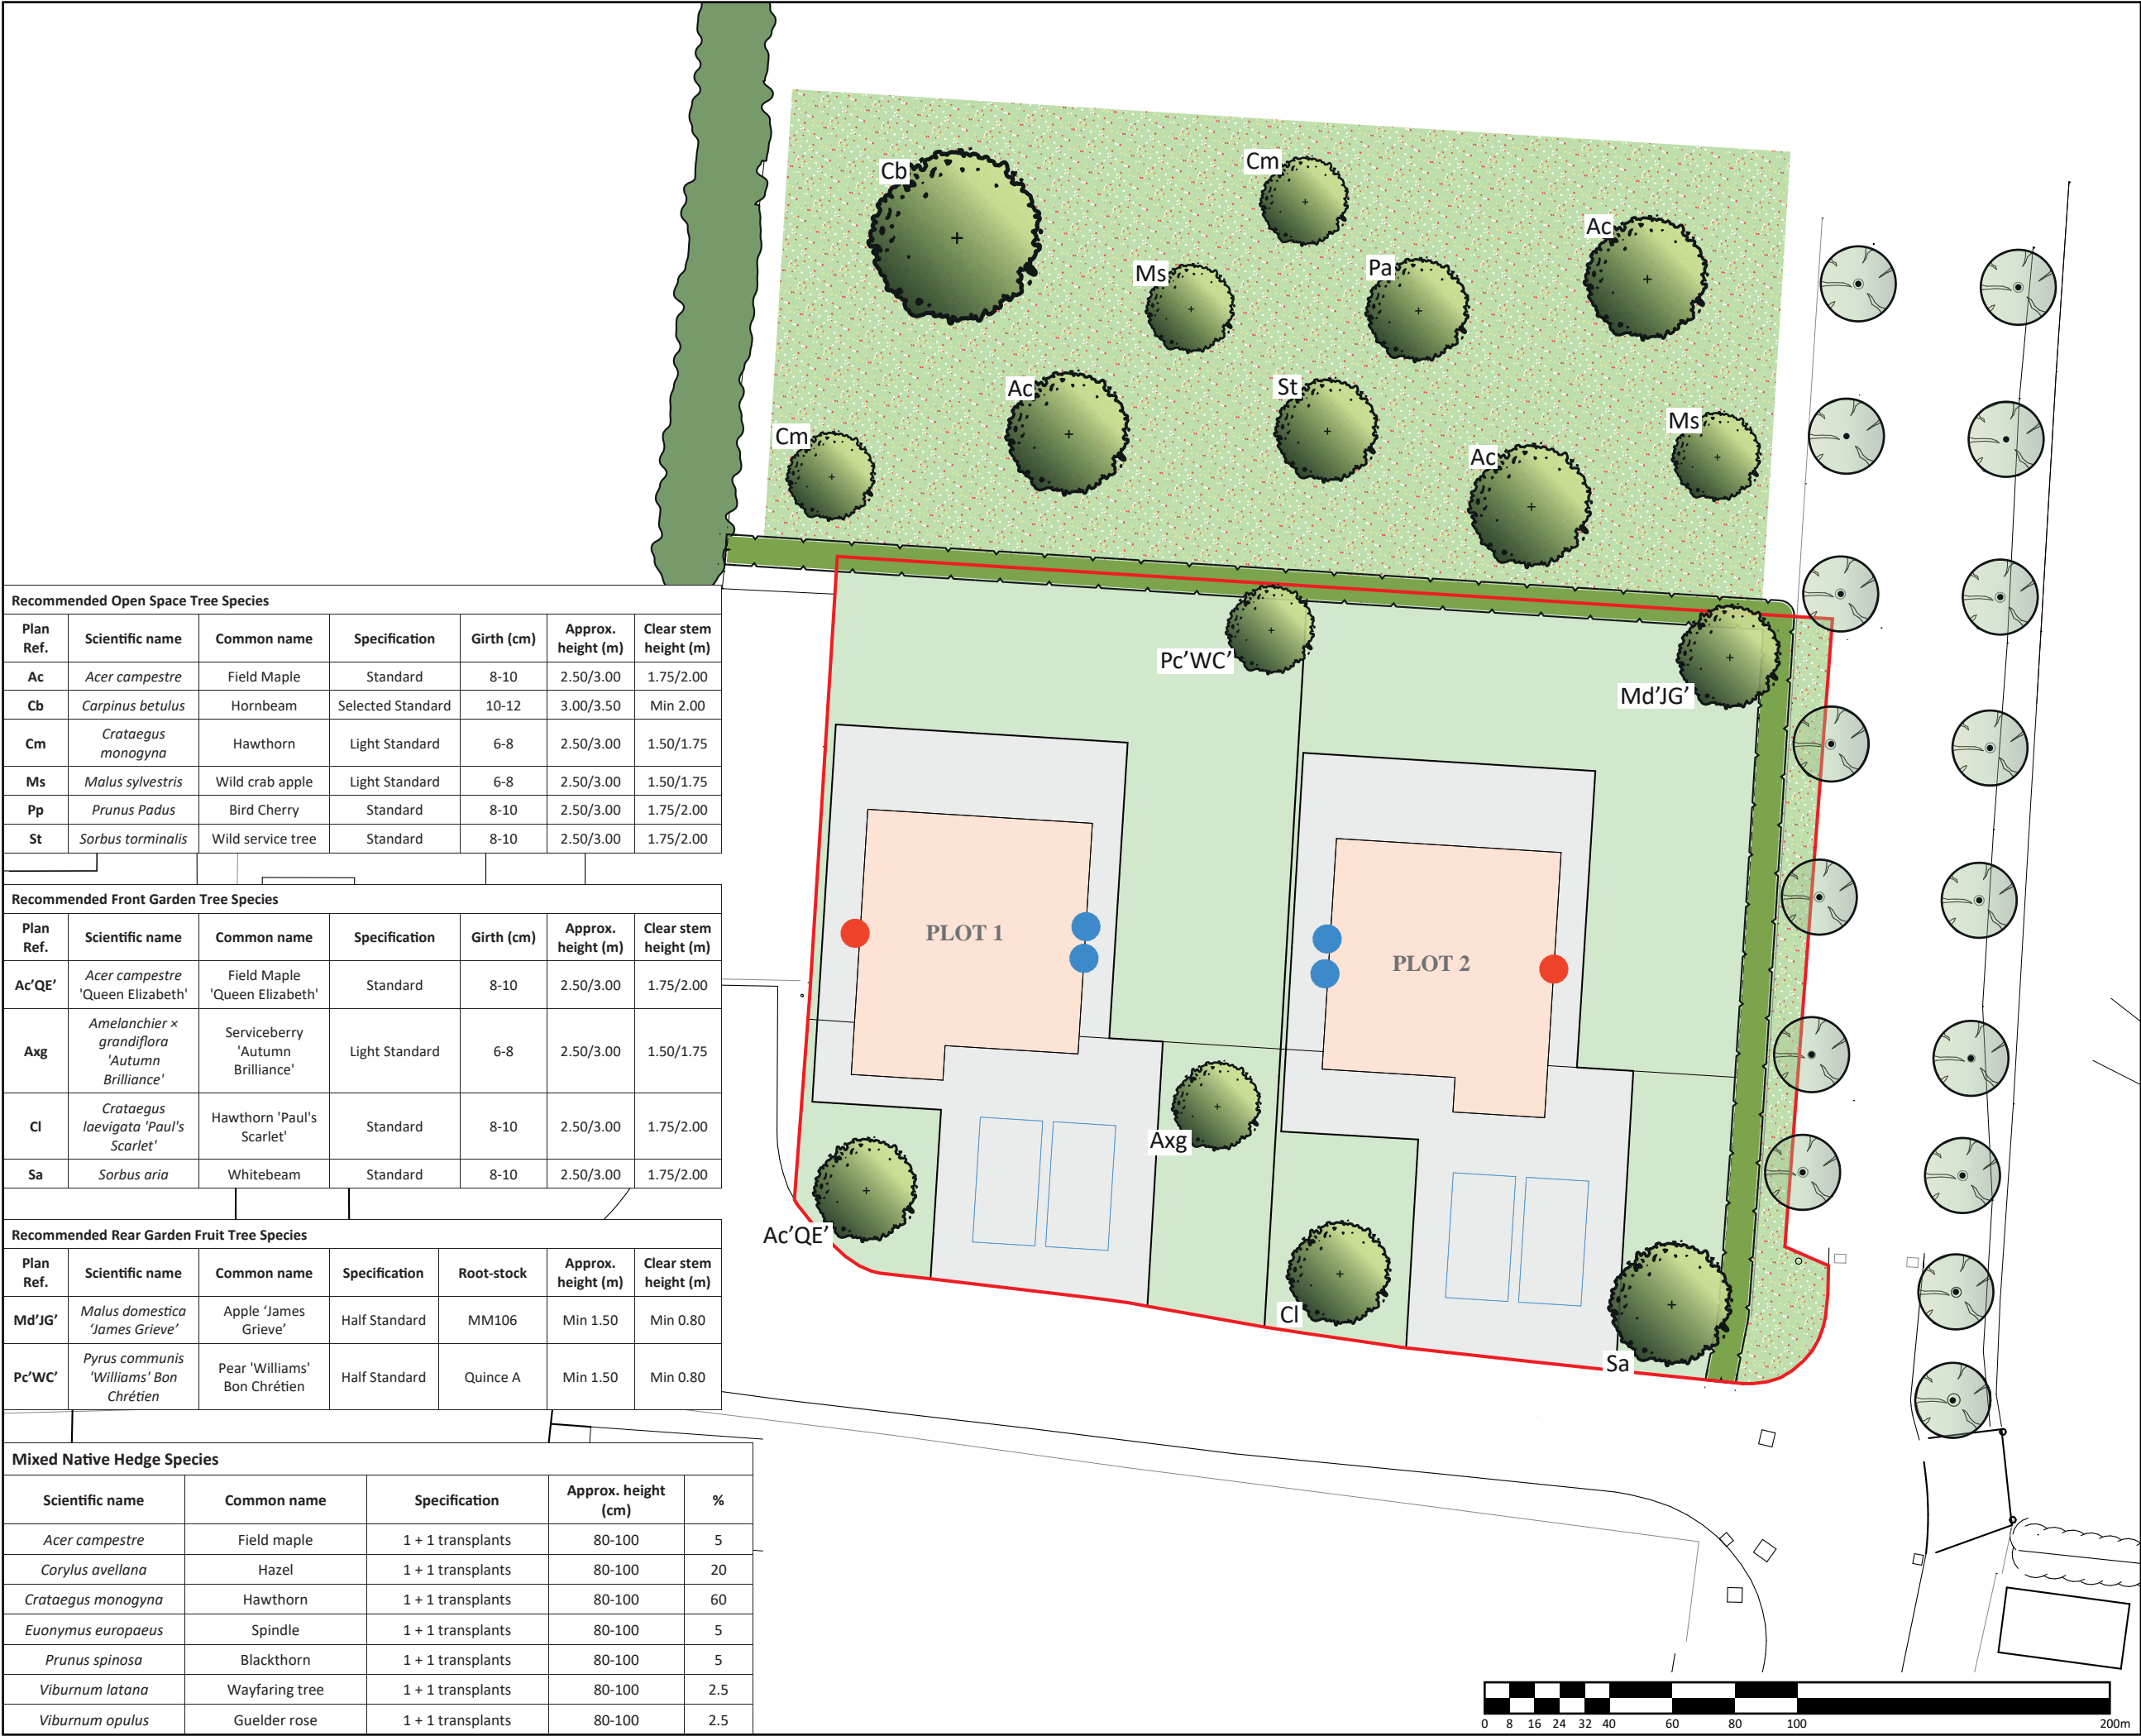 Cb
Cm
Ac
Ms
Pa
Ac
St
Ms
Cm
Ac
Pc’WC’
Md’JG’
PLOT 1
PLOT 2
Axg
Ac’QE’
Cl
Sa
Recommended Open Space Tree Species
Plan Ref. Scientific name Common name Specification Girth (cm) Approx. height (m) Clear stem height (m)
Ac Acer campestre Field Maple Standard 8-10 2.50/3.00 1.75/2.00
Cb Carpinus betulus Hornbeam Selected Standard 10-12 3.00/3.50 Min 2.00
Cm Crataegus monogyna Hawthorn Light Standard 6-8 2.50/3.00 1.50/1.75
Ms Malus sylvestris Wild crab apple Light Standard 6-8 2.50/3.00 1.50/1.75
Pp Prunus Padus Bird Cherry Standard 8-10 2.50/3.00 1.75/2.00
St Sorbus torminalis Wild service tree Standard 8-10 2.50/3.00 1.75/2.00
Recommended Front Garden Tree Species
Plan Ref. Scientific name Common name Specification Girth (cm) Approx. height (m) Clear stem height (m)
Ac’QE’ Acer campestre 'Queen Elizabeth' Field Maple 'Queen Elizabeth' Standard 8-10 2.50/3.00 1.75/2.00
Axg Amelanchier × grandiflora 'Autumn Brilliance' Serviceberry 'Autumn Brilliance' Light Standard 6-8 2.50/3.00 1.50/1.75
Cl Crataegus laevigata 'Paul's Scarlet' Hawthorn 'Paul's Scarlet' Standard 8-10 2.50/3.00 1.75/2.00
Sa Sorbus aria Whitebeam Standard 8-10 2.50/3.00 1.75/2.00
Recommended Rear Garden Fruit Tree Species
Plan Ref. Scientific name Common name Specification Root-stock Approx. height (m) Clear stem height (m)
Md’JG’ Malus domestica ‘James Grieve’ Apple ‘James Grieve’ Half Standard MM106 Min 1.50 Min 0.80
Pc’WC’ Pyrus communis 'Williams' Bon Chrétien Pear 'Williams' Bon Chrétien Half Standard Quince A Min 1.50 Min 0.80
Mixed Native Hedge Species
Scientific name Common name Specification Approx. height (cm) %
Acer campestre Field maple 1 + 1 transplants 80-100 5
Corylus avellana Hazel 1 + 1 transplants 80-100 20
Crataegus monogyna Hawthorn 1 + 1 transplants 80-100 60
Euonymus europaeus Spindle 1 + 1 transplants 80-100 5
Prunus spinosa Blackthorn 1 + 1 transplants 80-100 5
Viburnum latana Wayfaring tree 1 + 1 transplants 80-100 2.5
Viburnum opulus Guelder rose 1 + 1 transplants 80-100 2.5
0 8 16 24 32 40 60 80 100 200m